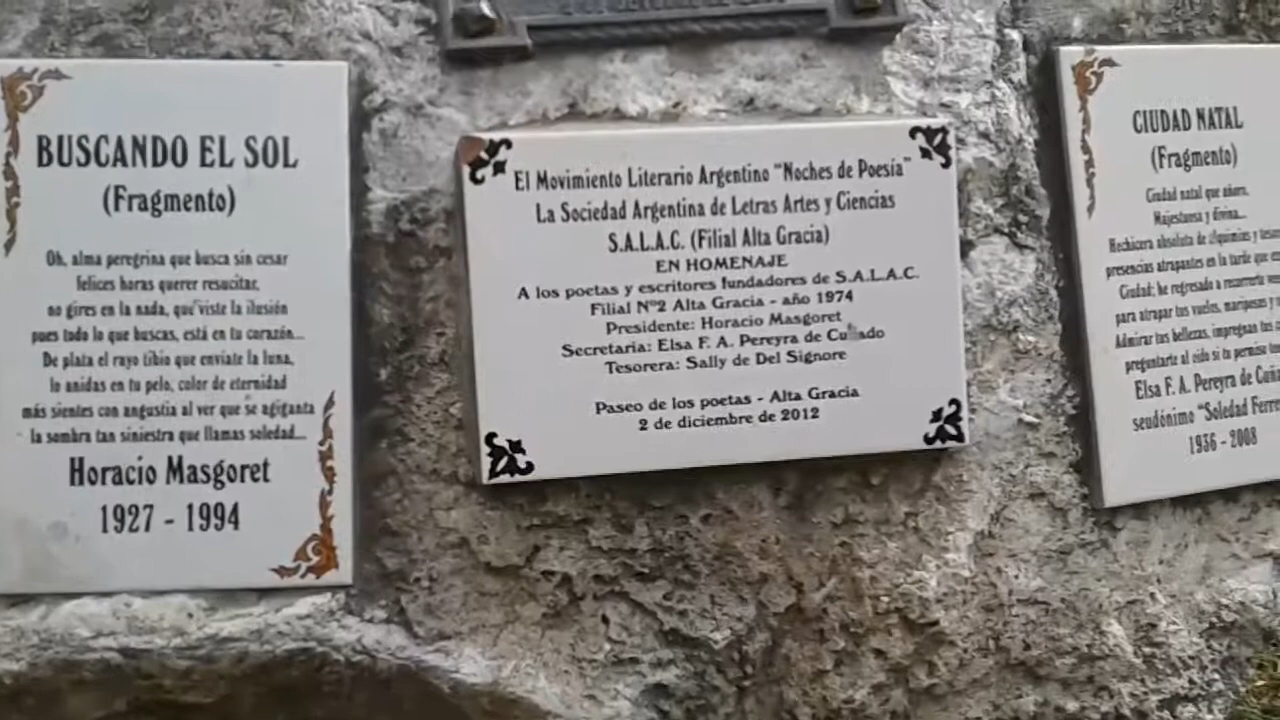 BUSCANDO EL SOL
(Fragmento)
Oh, alma peregrina que busca sin cesar
felices horas querer resucitar,
no gires en la nada, que viste la ilusión
pues todo lo que buscas, está en tu corazón...
De plata el rayo tibio que enviate la luna,
lo anidas en tu pelo, color de eternidad
más sientes con angustia al ver que se agiganta
la sombra tan siniestra que llamas soledad...
Horacio Masgoret
1927 - 1994
El Movimiento Literario Argentino "Noches de Poesía"
La Sociedad Argentina de Letras Artes y Ciencias
S.A.L.A.C. (Filial Alta Gracia)
EN HOMENAJE
A los poetas y escritores fundadores de S.A.L.A.C.
Filial Nº2 Alta Gracia - año 1974
Presidente: Horacio Masgoret
Secretaria: Elsa F. A. Pereyra de
Tesorera: Sally de Del Signore
Paseo de los poetas - Alta Gracia
2 de diciembre de 2012
CIUDAD NATAL
(Fragmento)
Ciudad natal que añoro,
Majestuosa y divina...
Hechicera absoluta de alquimias y
presencias atrapantes en la tarde que
Ciudad; he regresado a recorrerte
para atrapar tus vuelos, mariposas y
Admirar tus bellezas, impregnan tus
preguntarte al oído si tu permiso
Elsa F. A. Pereyra de
seudónimo "Soledad
1936 - 2008